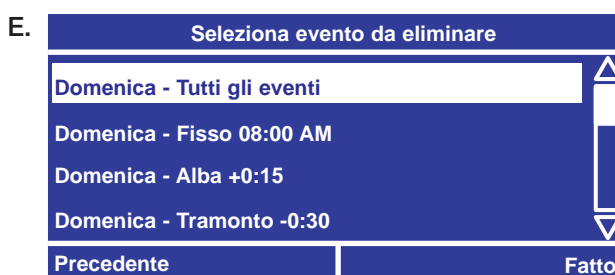 E.
Seleziona evento da eliminare
Domenica - Tutti gli eventi
Domenica - Fisso 08:00 AM
Domenica - Alba +0:15
Domenica - Tramonto -0:30
Precedente Fatto